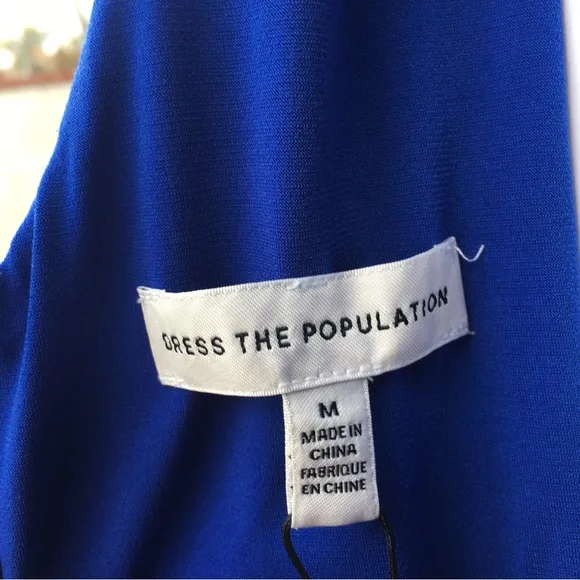 DRESS THE POPULATION
M
MADE IN
CHINA
FABRIQUE
EN CHINE